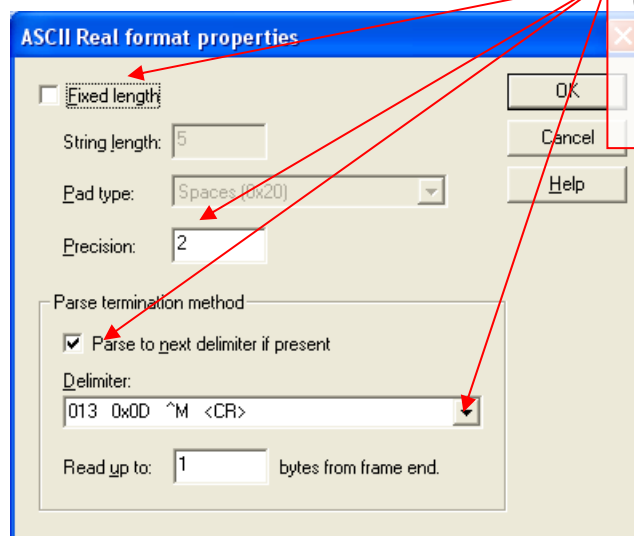 ASCII Real format properties
Fixed length
OK
String length: 5
Cancel
Pad type: Spaces (0x20)
Help
Precision: 2
Parse termination method
Parse to next delimiter if present
Delimiter:
013 0x0D ^M <CR>
Read up to: 1 bytes from frame end.